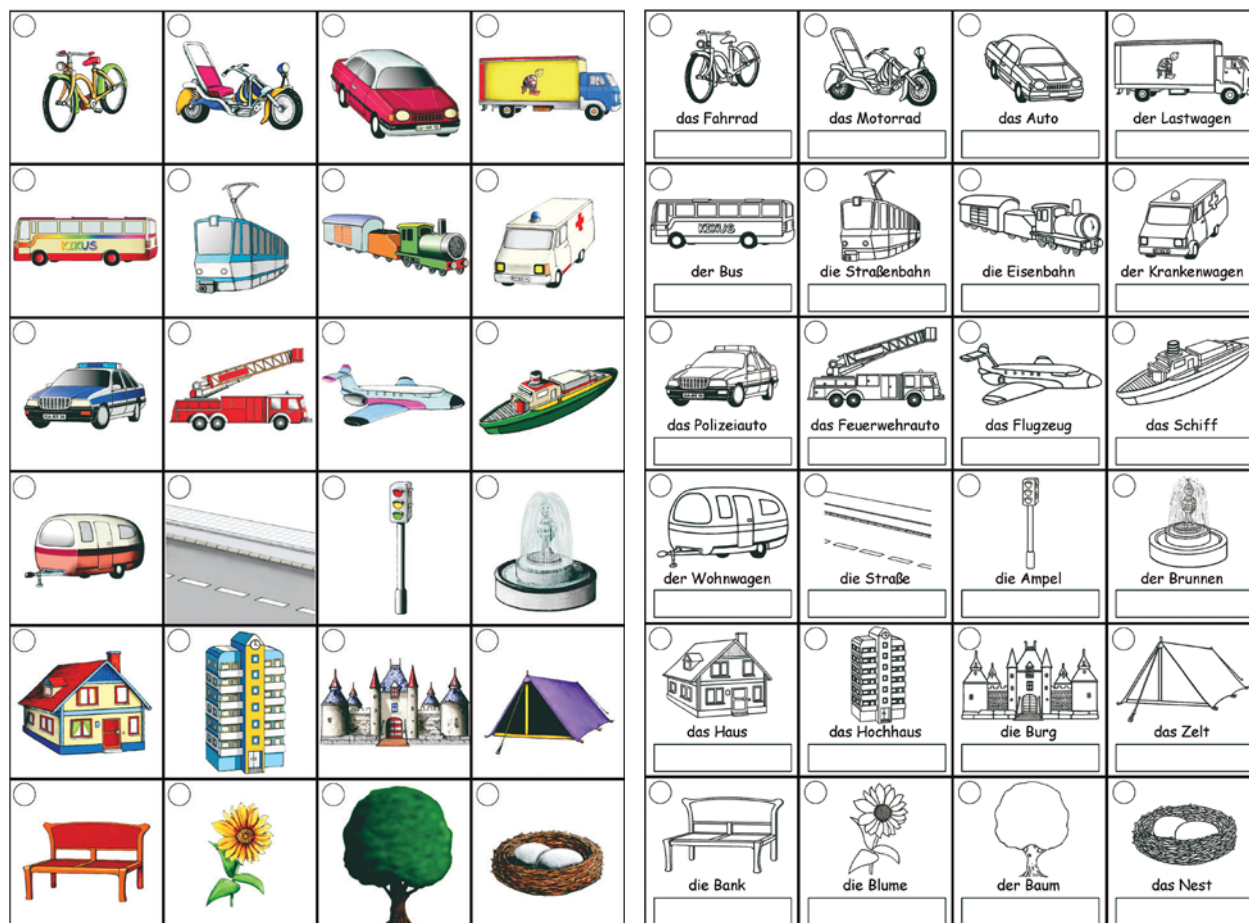 KIKUS
das Fahrrad
das Motorrad
das Auto
der Lastwagen
KIKUS
der Bus
die Straßenbahn
die Eisenbahn
der Krankenwagen
das Polizeiauto
das Feuerwehrauto
das Flugzeug
das Schiff
der Wohnwagen
die Straße
die Ampel
der Brunnen
das Haus
das Hochhaus
die Burg
das Zelt
die Bank
die Blume
der Baum
das Nest